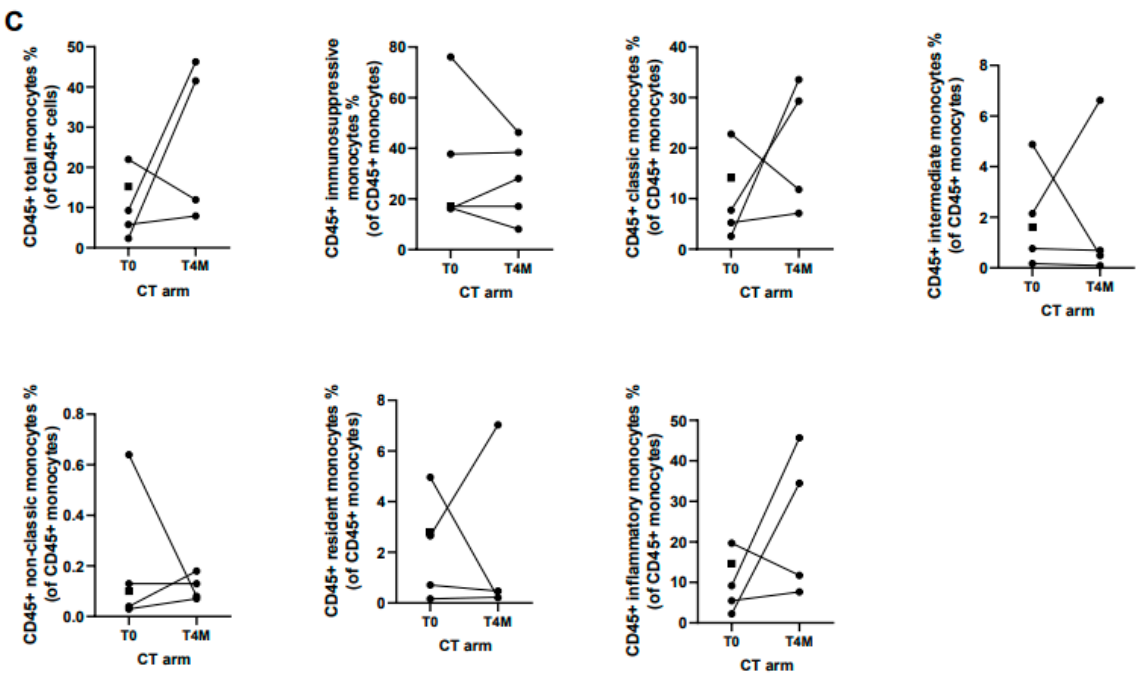 C
CD45+ total monocytes %
(of CD45+ cells)
50
40
30
20
10
0
T0
T4M
CT arm
CD45+ immunosuppressive
monocytes %
(of CD45+ monocytes)
80
60
40
20
0
T0
T4M
CT arm
CD45+ classic monocytes %
(of CD45+ monocytes)
40
30
20
10
0
T0
T4M
CT arm
CD45+ intermediate monocytes %
(of CD45+ monocytes)
8
6
4
2
0
T0
T4M
CT arm
CD45+ non-classic monocytes %
(of CD45+ monocytes)
0.8
0.6
0.4
0.2
0.0
T0
T4M
CT arm
CD45+ resident monocytes %
(of CD45+ monocytes)
8
6
4
2
0
T0
T4M
CT arm
CD45+ inflammatory monocytes %
(of CD45+ monocytes)
50
40
30
20
10
0
T0
T4M
CT arm